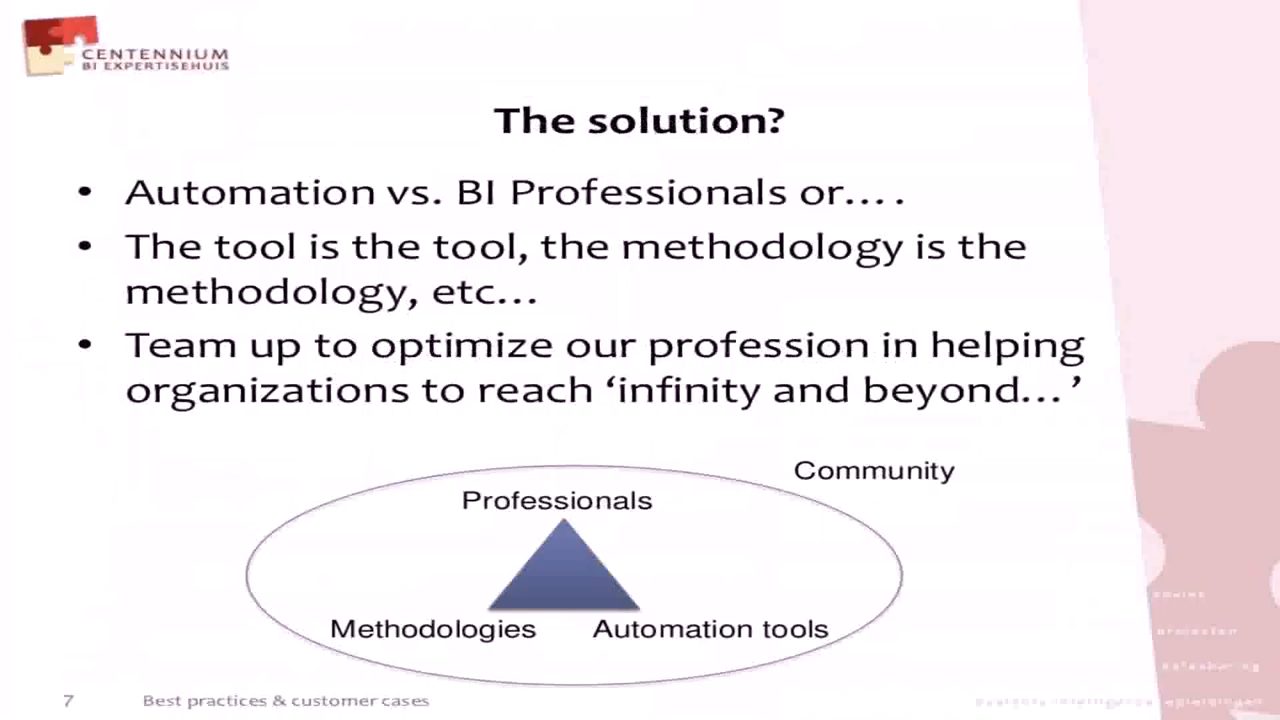 CENTENNIUM
BI EXPERTISEHUIS
The solution?
• Automation vs. BI Professionals or….
• The tool is the tool, the methodology is the
methodology, etc…
• Team up to optimize our profession in helping
organizations to reach ‘infinity and beyond…’
Community
Professionals
Methodologies Automation tools
7 Best practices & customer cases